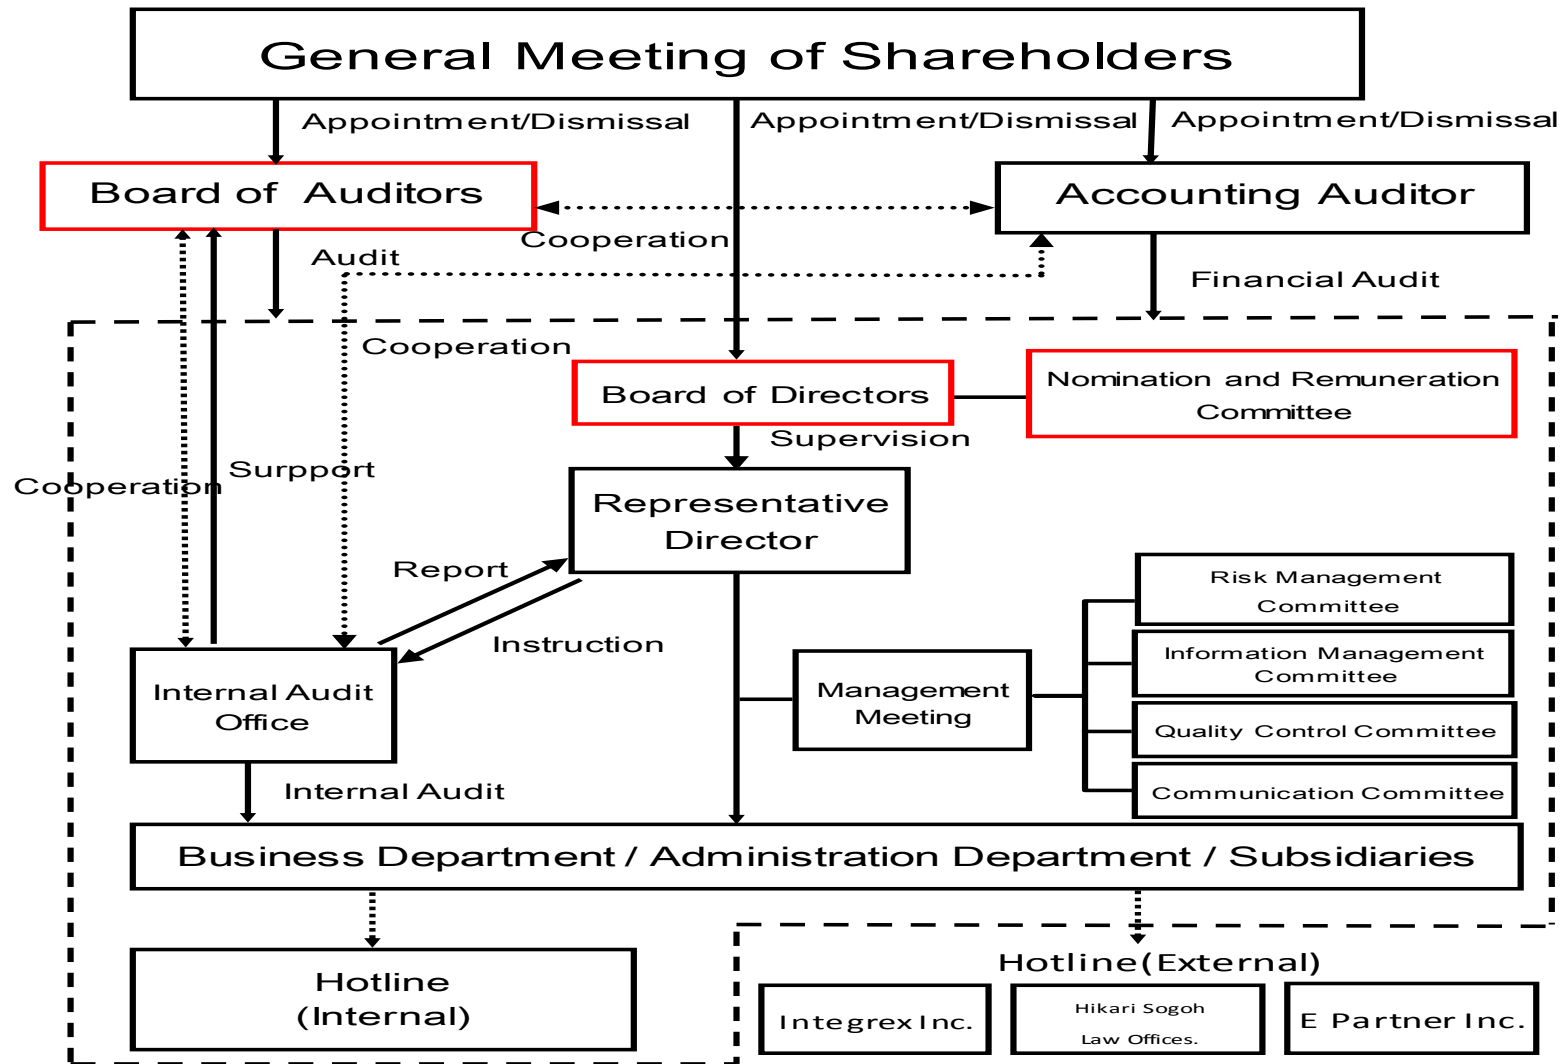 General Meeting of Shareholders
Appointment/Dismissal
Appointment/Dismissal
Appointment/Dismissal
Board of Auditors
Accounting Auditor
Cooperation
Audit
Financial Audit
Cooperation
Board of Directors
Nomination and Remuneration
Committee
Supervision
Surpport
Cooperation
Representative
Director
Report
Instruction
Risk Management
Committee
Information Management
Committee
Management
Meeting
Quality Control Committee
Communication Committee
Internal Audit
Office
Internal Audit
Business Department / Administration Department / Subsidiaries
Hotline
(Internal)
Hotline(External)
Integrex Inc.
Hikari Sogoh
Law Offices.
E Partner Inc.